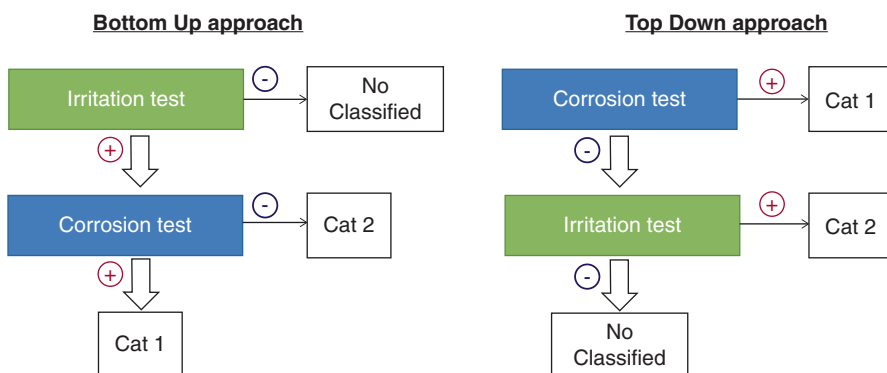 Bottom Up approach
Irritation test
-
No
Classified
+
Corrosion test
-
Cat 2
+
Cat 1
Top Down approach
Corrosion test
+
Cat 1
-
Irritation test
+
Cat 2
-
No
Classified